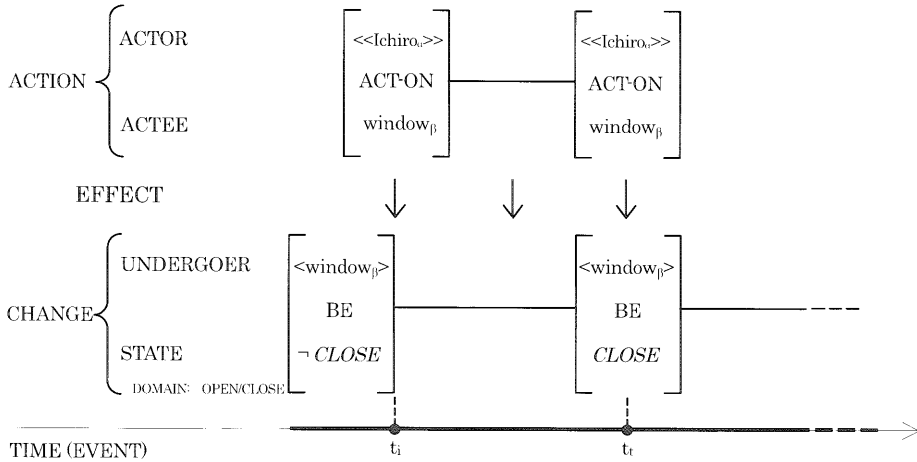 ACTOR <<Ichiroα>> <<Ichiroα>>
ACTION ACT-ON ACT-ON
ACTEE windowβ windowβ
EFFECT
UNDERGOER <windowβ> <windowβ>
CHANGE BE BE
STATE ¬ CLOSE CLOSE
DOMAIN: OPEN/CLOSE
tᵢ tₜ
TIME (EVENT)